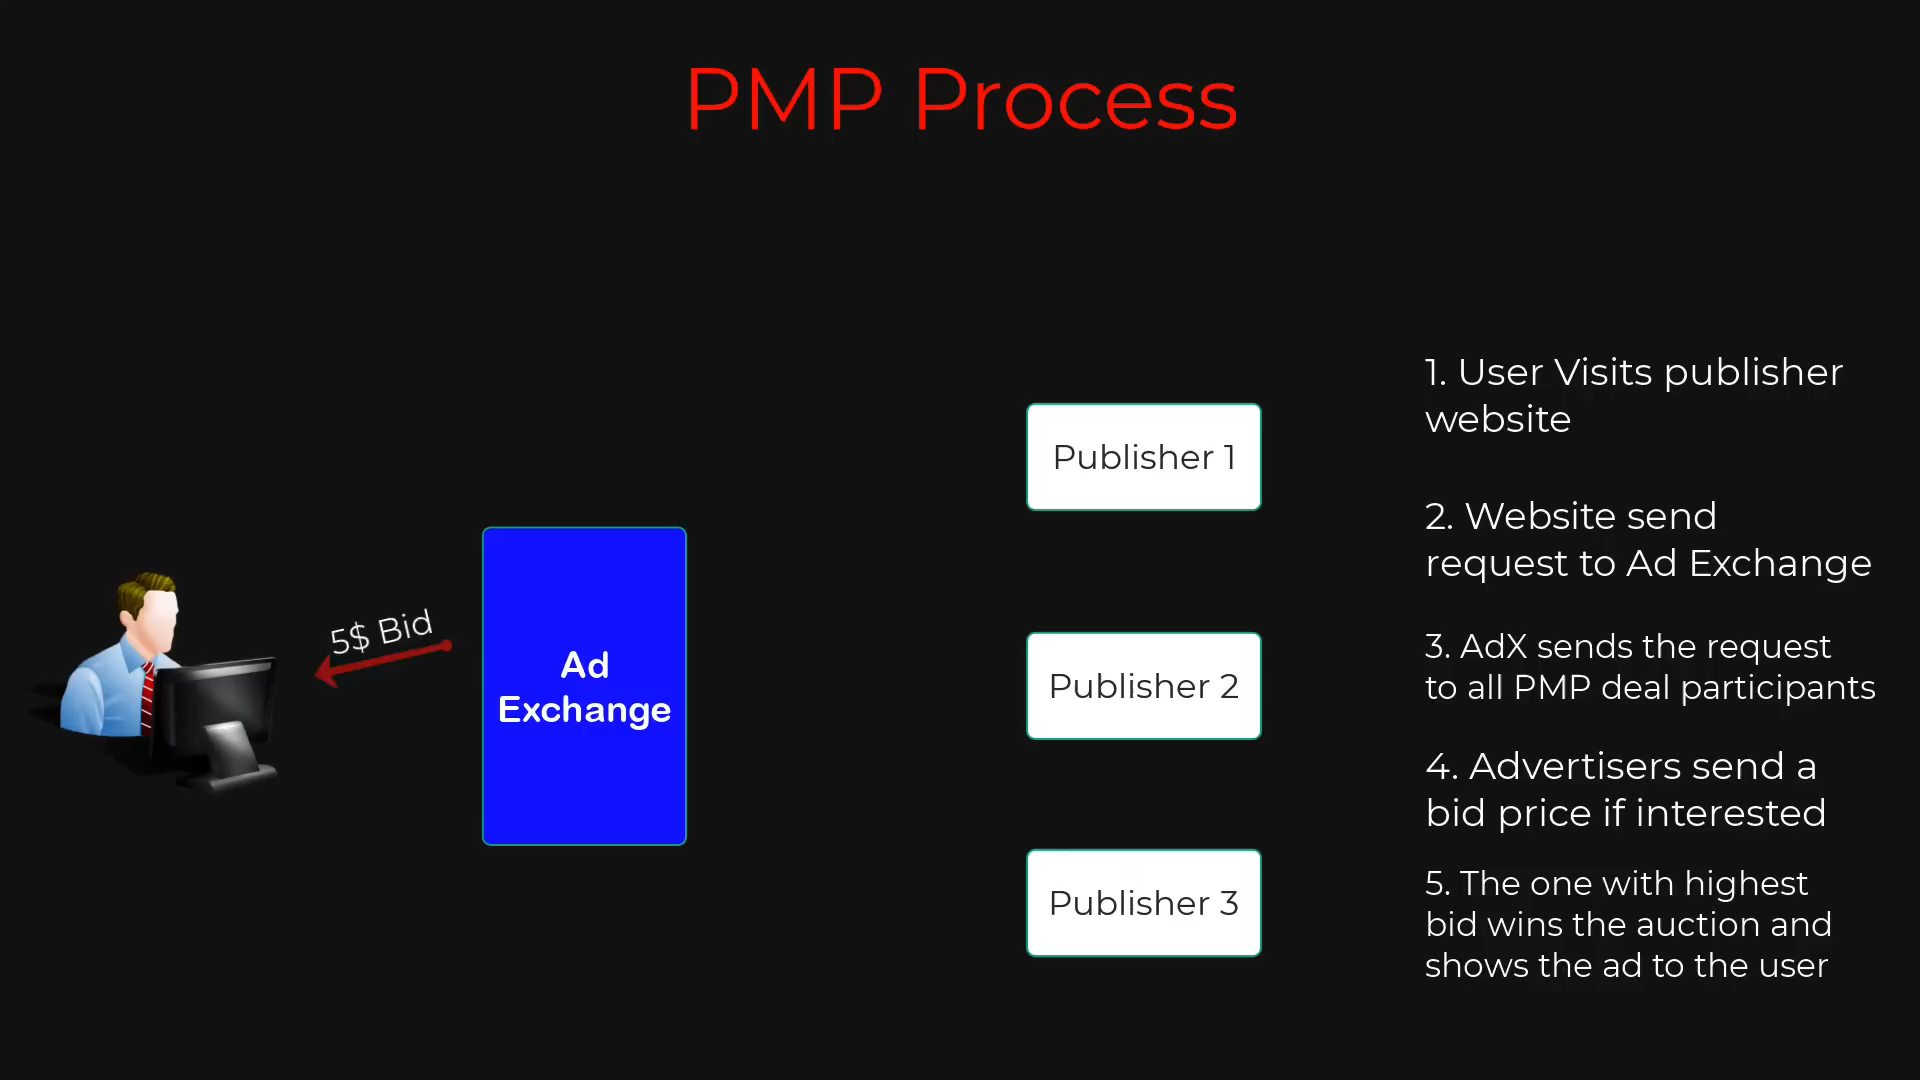 PMP Process
5$ Bid
Ad
Exchange
Publisher 1
Publisher 2
Publisher 3
1. User Visits publisher
website
2. Website send
request to Ad Exchange
3. AdX sends the request
to all PMP deal participants
4. Advertisers send a
bid price if interested
5. The one with highest
bid wins the auction and
shows the ad to the user